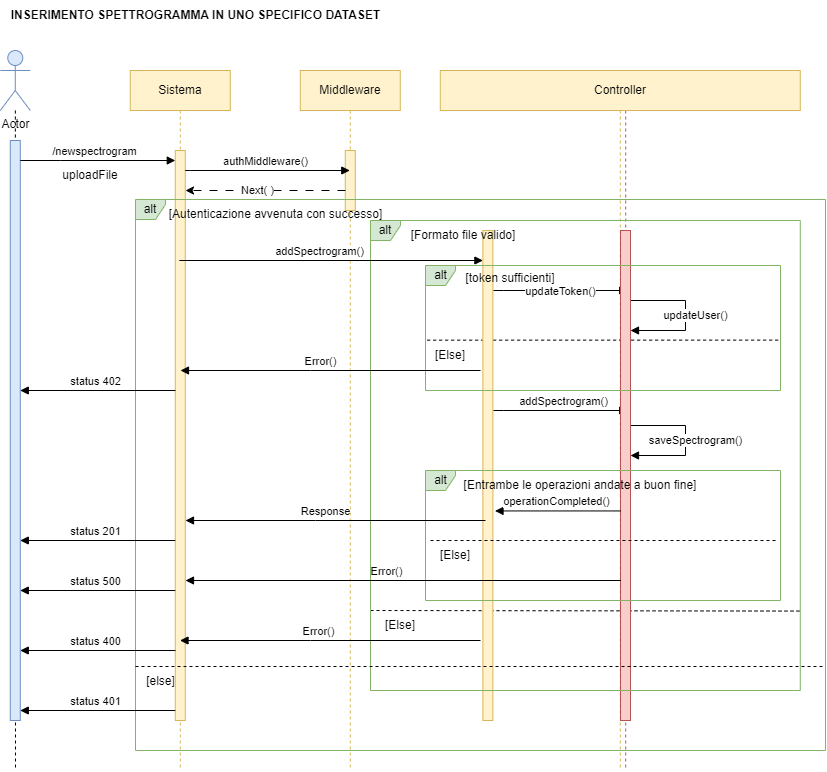 INSERIMENTO SPETTROGRAMMA IN UNO SPECIFICO DATASET
Sistema
Middleware
Controller
Actor
/newspectrogram
uploadFile
authMiddleware()
Next( )
alt
[Autenticazione avvenuta con successo]
alt
[Formato file valido]
addSpectrogram()
alt
[token sufficienti]
updateToken()
updateUser()
[Else]
Error()
status 402
addSpectrogram()
saveSpectrogram()
alt
[Entrambe le operazioni andate a buon fine]
operationCompleted()
Response
status 201
[Else]
Error()
status 500
[Else]
Error()
status 400
[else]
status 401